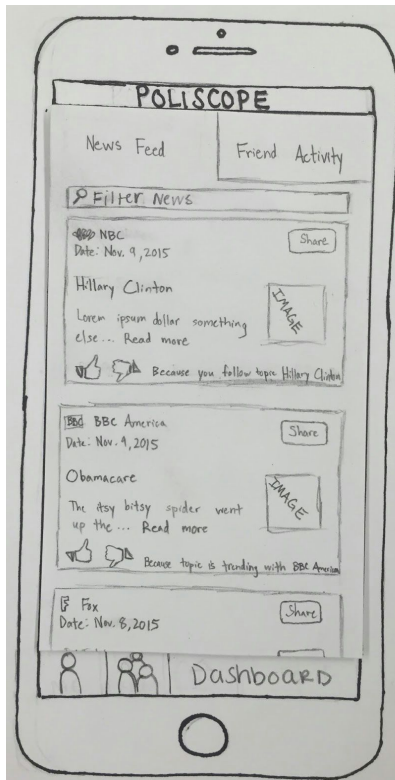 POLISCOPE
News Feed
Friend Activity
Filter News
NBC
Share
Date: Nov. 9, 2015
Hillary Clinton
IMAGE
Lorem ipsum dollar something
else... Read more
Because you follow topic Hillary Clinton
BBC BBC America
Share
Date: Nov. 9, 2015
Obamacare
IMAGE
The itsy bitsy spider went
up the ... Read more
Because topic is trending with BBC America
F Fox
Share
Date: Nov. 8, 2015
Dashboard